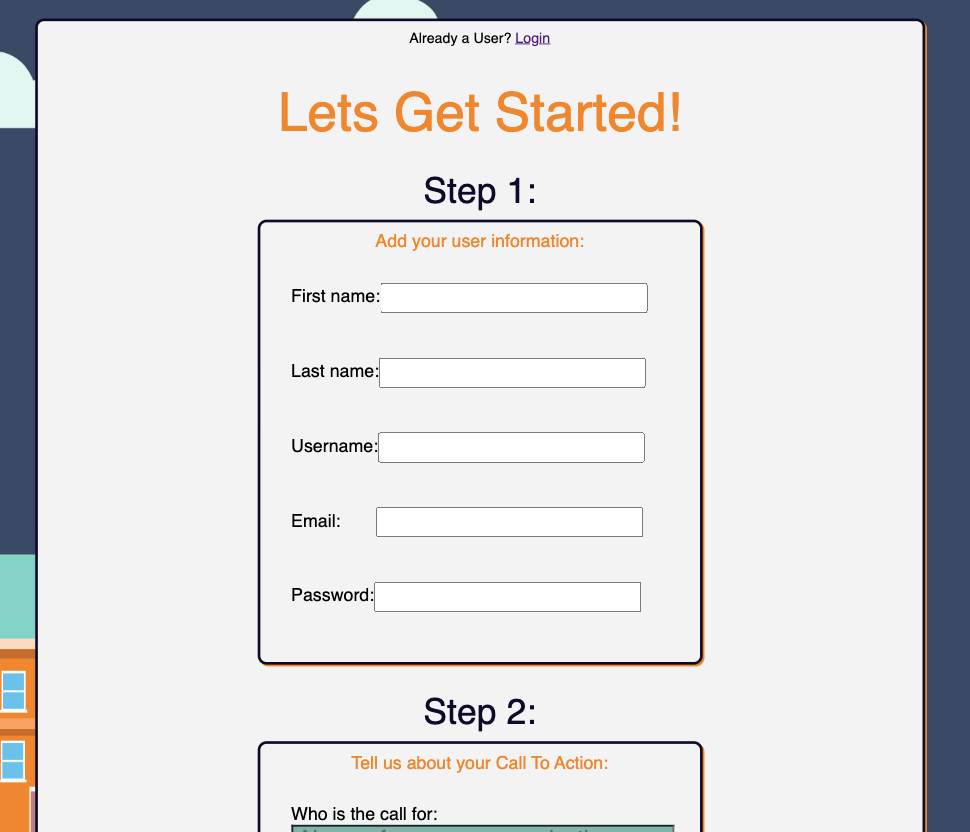 Already a User? Login
Lets Get Started!
Step 1:
Add your user information:
First name:
Last name:
Username:
Email:
Password:
Step 2:
Tell us about your Call To Action:
Who is the call for: